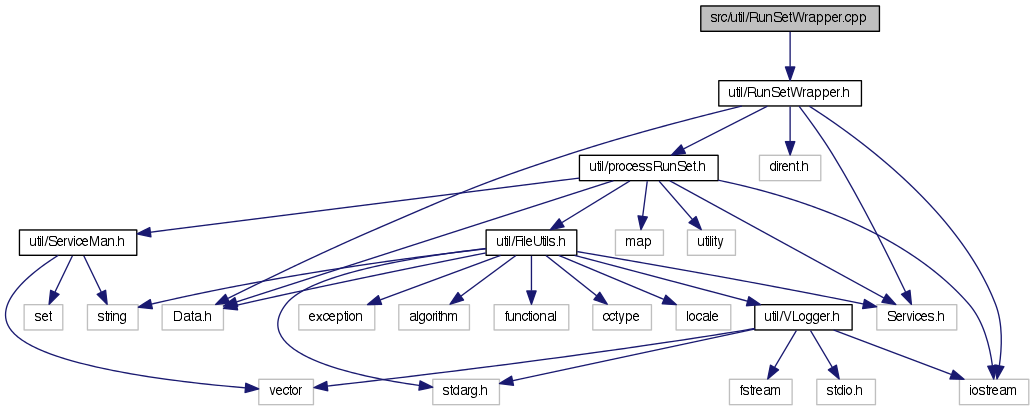 src/util/RunSetWrapper.cpp
util/RunSetWrapper.h
util/processRunSet.h
dirent.h
util/ServiceMan.h
util/FileUtils.h
map
utility
set
string
Data.h
exception
algorithm
functional
cctype
locale
util/VLogger.h
Services.h
vector
stdarg.h
fstream
stdio.h
iostream